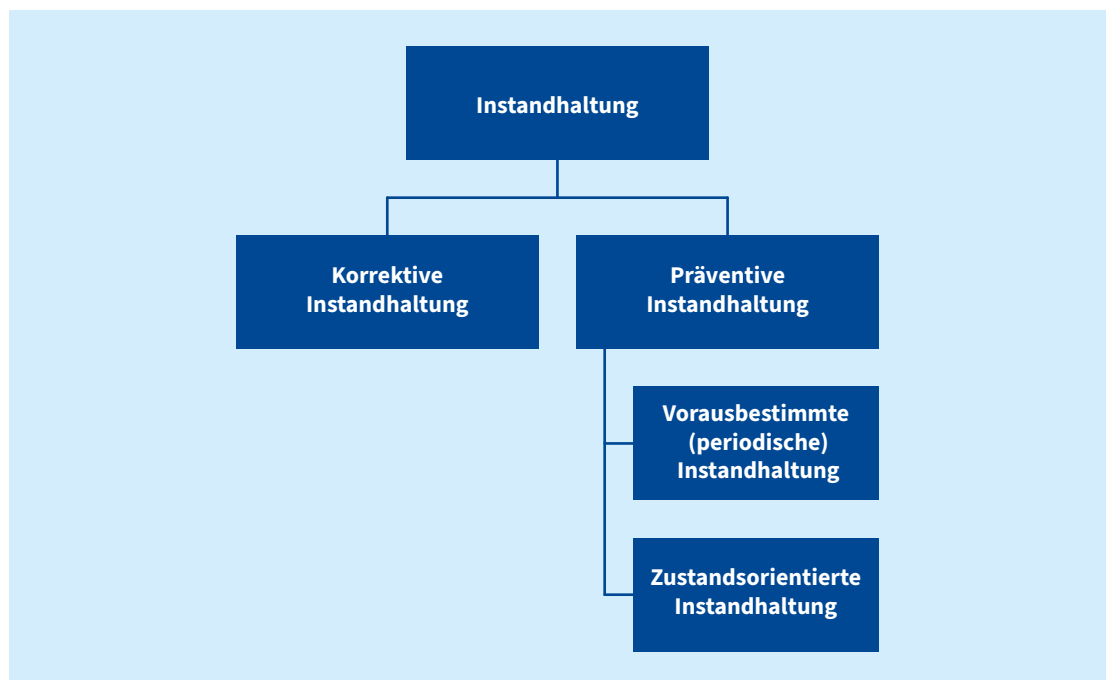 Instandhaltung
Korrektive
Instandhaltung
Präventive
Instandhaltung
Vorausbestimmte
(periodische)
Instandhaltung
Zustandsorientierte
Instandhaltung